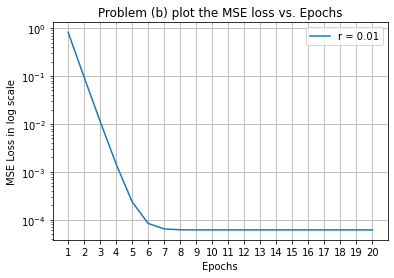 Problem (b) plot the MSE loss vs. Epochs
r = 0.01
MSE Loss in log scale
10⁰
10⁻¹
10⁻²
10⁻³
10⁻⁴
1 2 3 4 5 6 7 8 9 10 11 12 13 14 15 16 17 18 19 20
Epochs